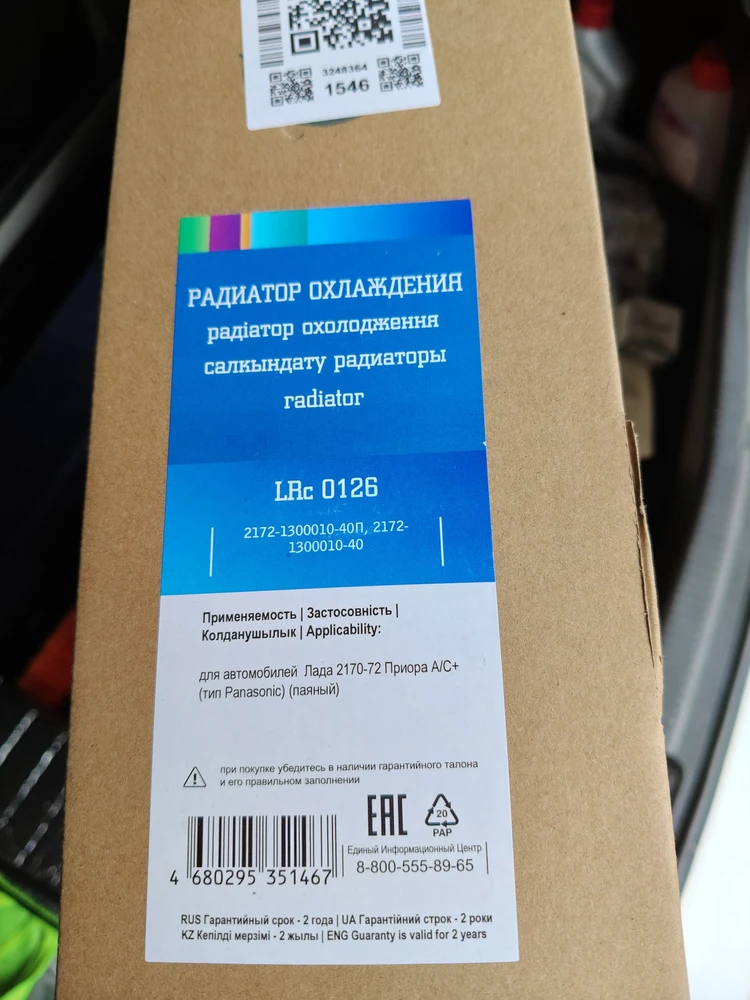 3248364
1546
РАДИАТОР ОХЛАЖДЕНИЯ
радіатор охолодження
салкындату радиаторы
radiator
LRc 0126
2172-1300010-40П, 2172-
1300010-40
Применяемость | Застосовність |
Колданушылык | Applicability:
для автомобилей Лада 2170-72 Приора А/С+
(тип Panasonic) (паяный)
при покупке убедитесь в наличии гарантийного талона
и его правильном заполнении
EAC
20
PAP
Единый Информационный Центр
8-800-555-89-65
4 680295 351467
RUS Гарантийный срок - 2 года | UA Гарантійний строк - 2 роки
KZ Кепілді мерзімі - 2 жылы | ENG Guaranty is valid for 2 years